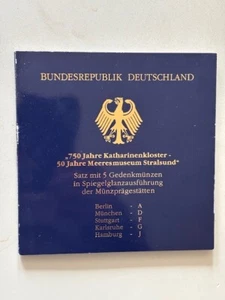 BUNDESREPUBLIK DEUTSCHLAND
„750 Jahre Katharinenkloster -
50 Jahre Meeresmuseum Stralsund“
Satz mit 5 Gedenkmünzen
in Spiegelglanzausführung
der Münzprägestätten
Berlin - A
München - D
Stuttgart - F
Karlsruhe - G
Hamburg - J